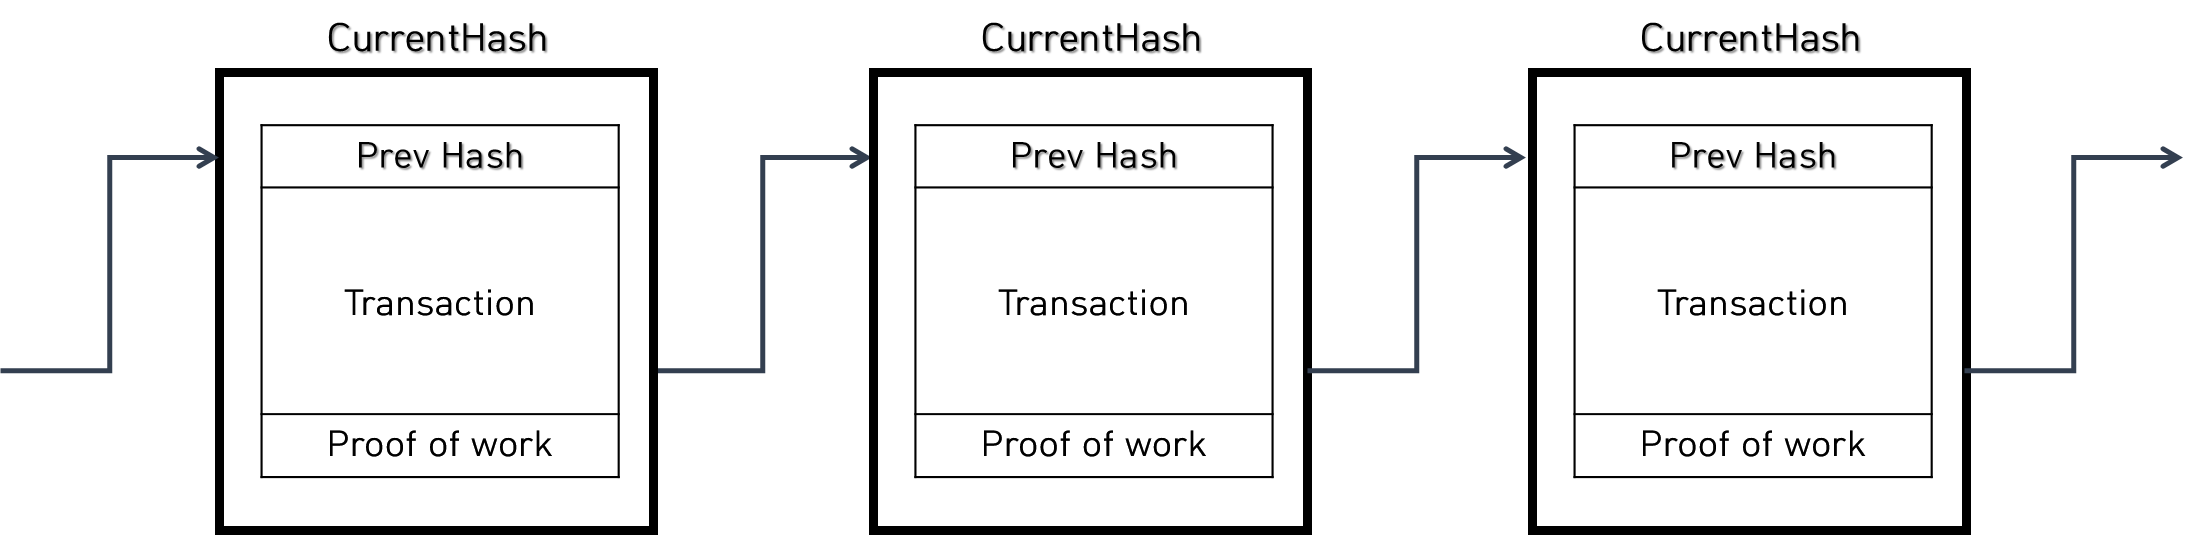 CurrentHash
CurrentHash
CurrentHash
Prev Hash
Prev Hash
Prev Hash
Transaction
Transaction
Transaction
Proof of work
Proof of work
Proof of work